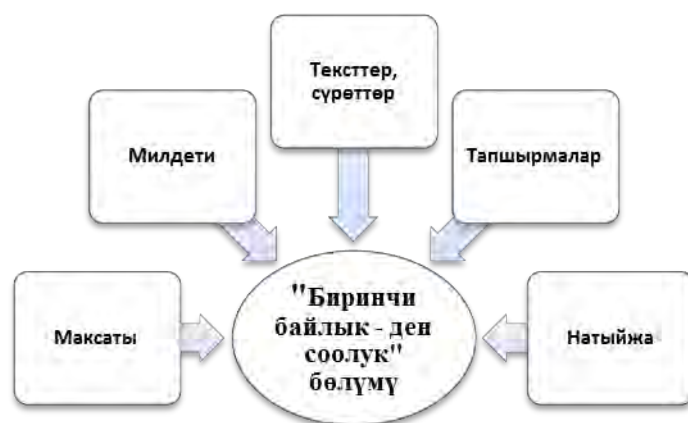 Тексттер,
сүрөттөр
Милдети
Тапшырмалар
Максаты
"Биринчи
байлык - ден
соолук"
бөлүмү
Натыйжа